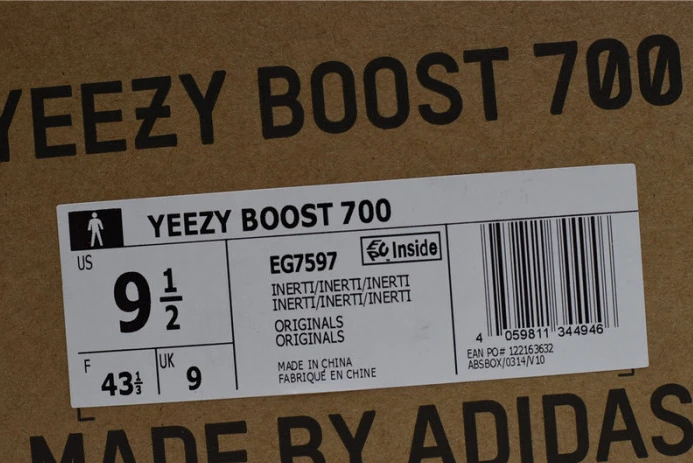 YEEZY BOOST 700
YEEZY BOOST 700
US
9 1/2
F
43 1/3
UK
9
EG7597
Inside
INERTI/INERTI/INERTI
INERTI/INERTI/INERTI
ORIGINALS
ORIGINALS
MADE IN CHINA
FABRIQUÉ EN CHINE
4 059811 344946
EAN PO# 122163632
ABSBOX/0314/V10
MADE BY ADIDAS